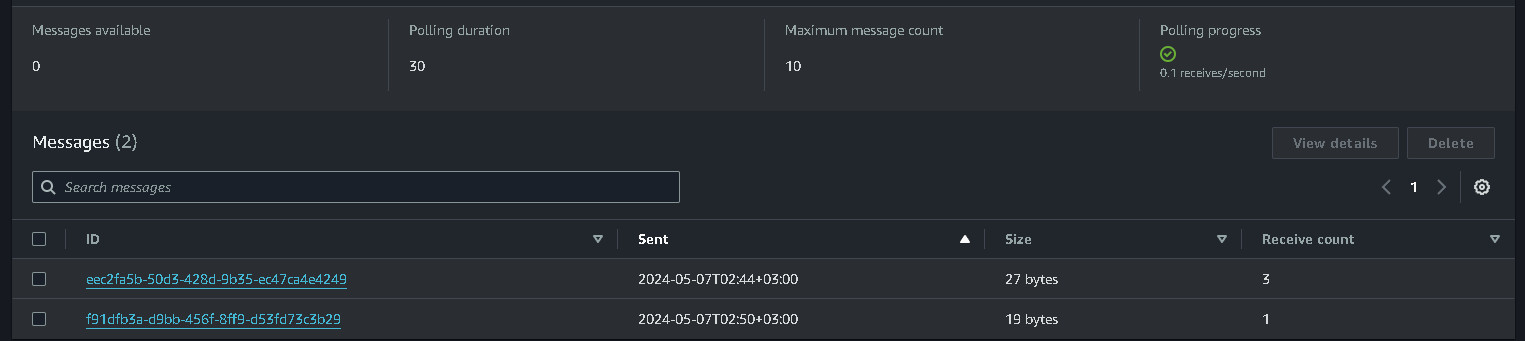 Messages available Polling duration Maximum message count Polling progress
0 30 10
0.1 receives/second
Messages (2) View details Delete
Search messages 1
ID Sent Size Receive count
eec2fa5b-50d3-428d-9b35-ec47ca4e4249 2024-05-07T02:44+03:00 27 bytes 3
f91dfb3a-d9bb-456f-8ff9-d53fd73c3b29 2024-05-07T02:50+03:00 19 bytes 1